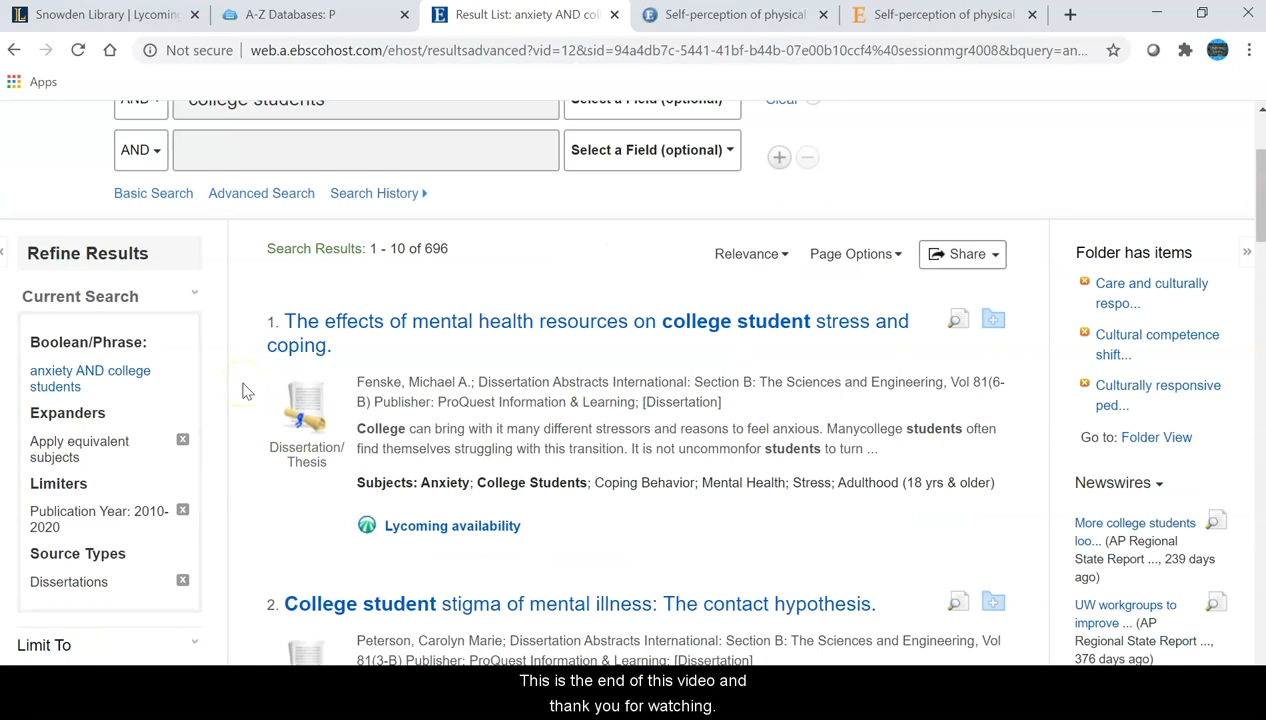 Snowden Library | Lycoming
A-Z Databases: P
Result List: anxiety AND col
Self-perception of physical
Self-perception of physical
Not secure | web.a.ebscohost.com/ehost/resultsadvanced?vid=12&sid=94a4db7c-5441-41bf-b44b-07e00b10ccf4%40sessionmgr4008&bquery=an...
Apps
AND college students Select a Field (optional) Clear
AND Select a Field (optional)
Basic Search Advanced Search Search History
Refine Results
Current Search
Boolean/Phrase:
anxiety AND college
students
Expanders
Apply equivalent
subjects
Limiters
Publication Year: 2010-
2020
Source Types
Dissertations
Limit To
Search Results: 1 - 10 of 696
Relevance Page Options Share
1. The effects of mental health resources on college student stress and
coping.
Dissertation/
Thesis
Fenske, Michael A.; Dissertation Abstracts International: Section B: The Sciences and Engineering, Vol 81(6-
B) Publisher: ProQuest Information & Learning; [Dissertation]
College can bring with it many different stressors and reasons to feel anxious. Manycollege students often
find themselves struggling with this transition. It is not uncommonfor students to turn ...
Subjects: Anxiety; College Students; Coping Behavior; Mental Health; Stress; Adulthood (18 yrs & older)
Lycoming availability
2. College student stigma of mental illness: The contact hypothesis.
Peterson, Carolyn Marie; Dissertation Abstracts International: Section B: The Sciences and Engineering, Vol
81(3-B) Publisher: ProQuest Information & Learning; [Dissertation]
Folder has items
Care and culturally
respo...
Cultural competence
shift...
Culturally responsive
ped...
Go to: Folder View
Newswires
More college students
loo... (AP Regional
State Report ..., 239 days
ago)
UW workgroups to
improve ... (AP
Regional State Report ...,
376 days ago)
This is the end of this video and
thank you for watching.